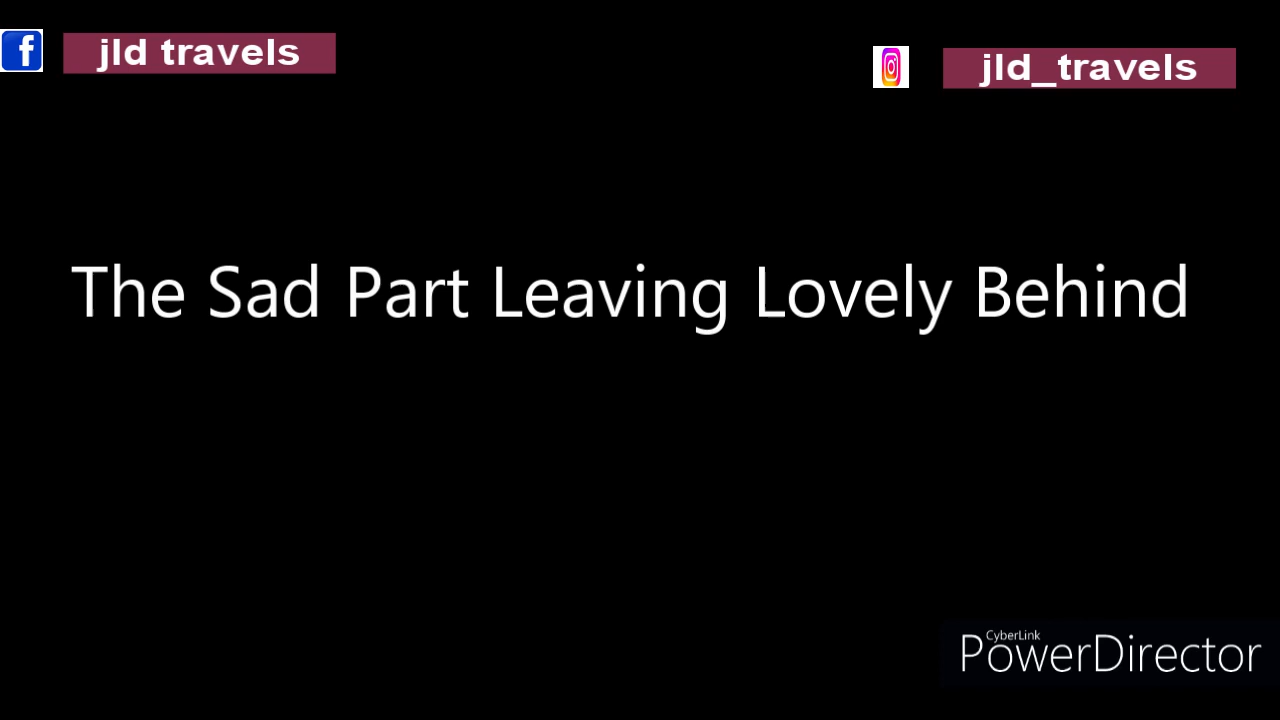 f jld travels
jld_travels
The Sad Part Leaving Lovely Behind
CyberLink
PowerDirector